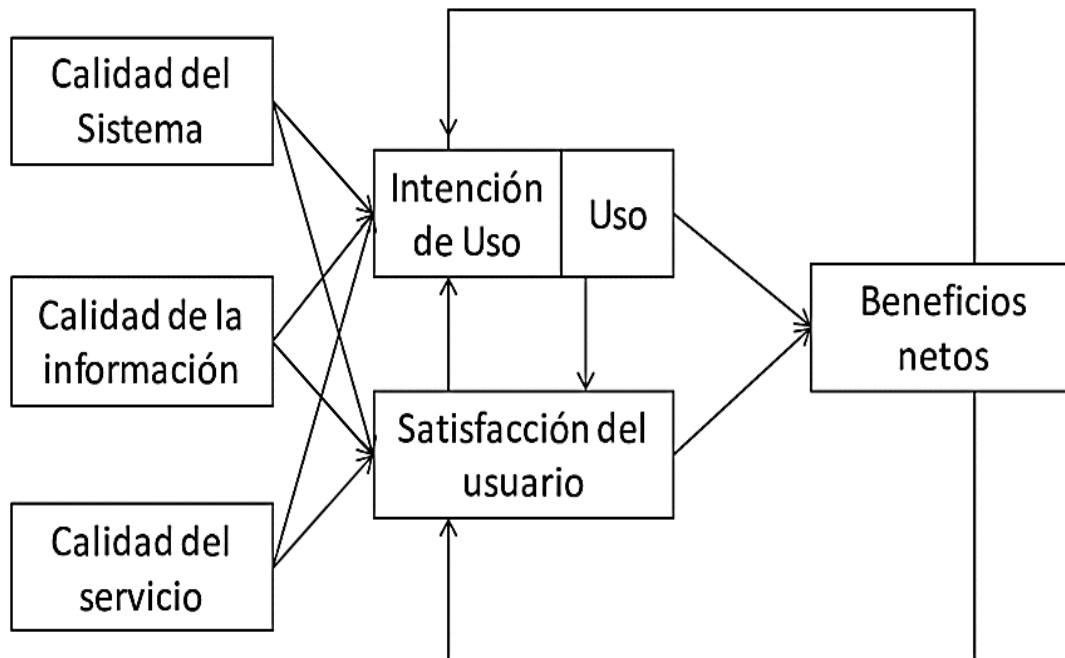 Calidad del
Sistema
Intención
de Uso
Uso
Calidad de la
información
Beneficios
netos
Satisfacción del
usuario
Calidad del
servicio